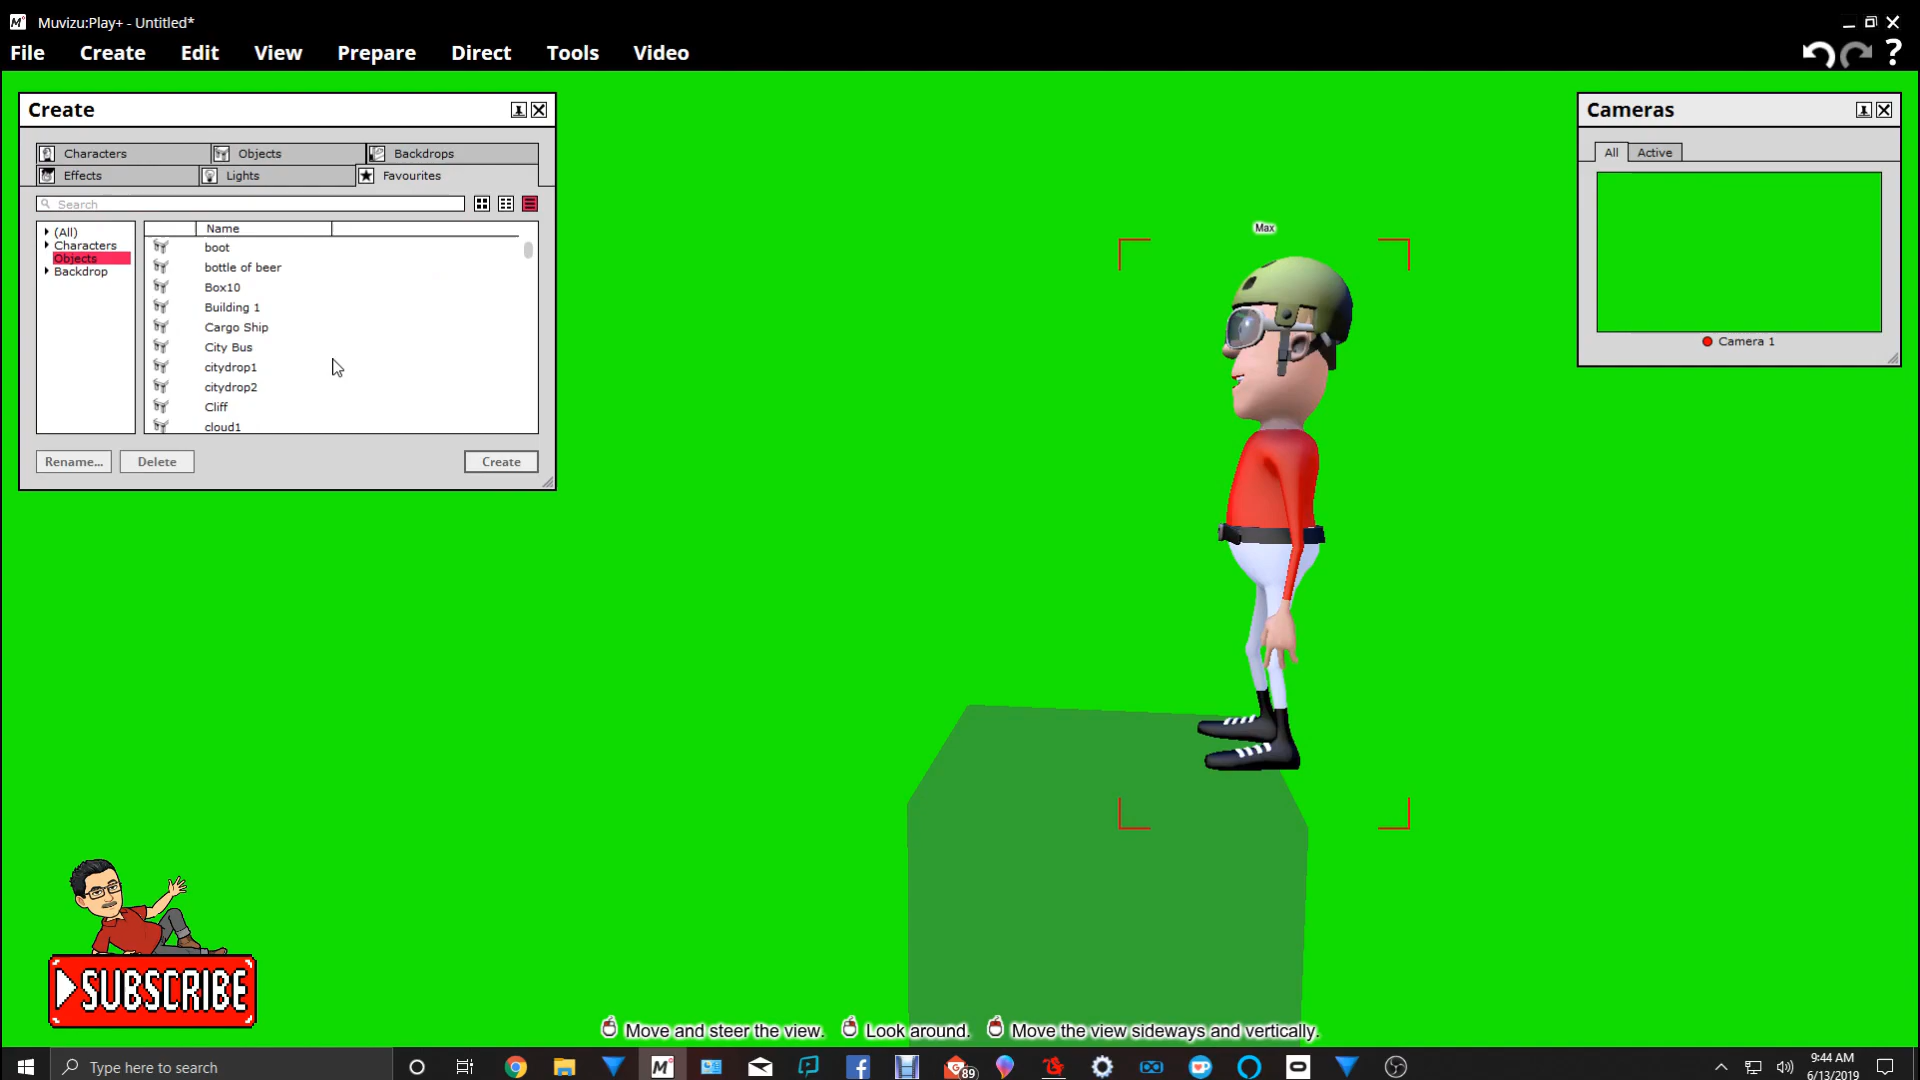 Muvizu:Play+ - Untitled*
File Create Edit View Prepare Direct Tools Video ?
Create
Characters Objects Backdrops
Effects Lights Favourites
Search
(All)
Characters
Objects
Backdrop
Name
boot
bottle of beer
Box10
Building 1
Cargo Ship
City Bus
citydrop1
citydrop2
Cliff
cloud1
Rename... Delete Create
Max
Cameras
All Active
Camera 1
SUBSCRIBE
Move and steer the view. Look around. Move the view sideways and vertically.
Type here to search
89
9:44 AM
6/13/2019